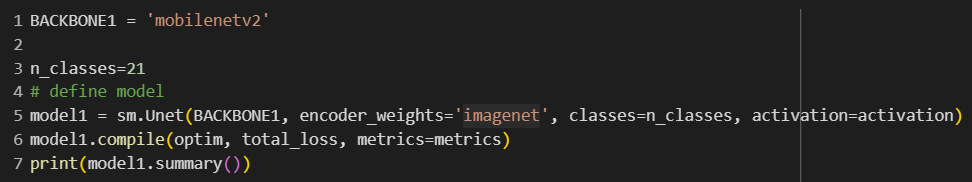 1 BACKBONE1 = 'mobilenetv2'
2
3 n_classes=21
4 # define model
5 model1 = sm.Unet(BACKBONE1, encoder_weights='imagenet', classes=n_classes, activation=activation)
6 model1.compile(optim, total_loss, metrics=metrics)
7 print(model1.summary())